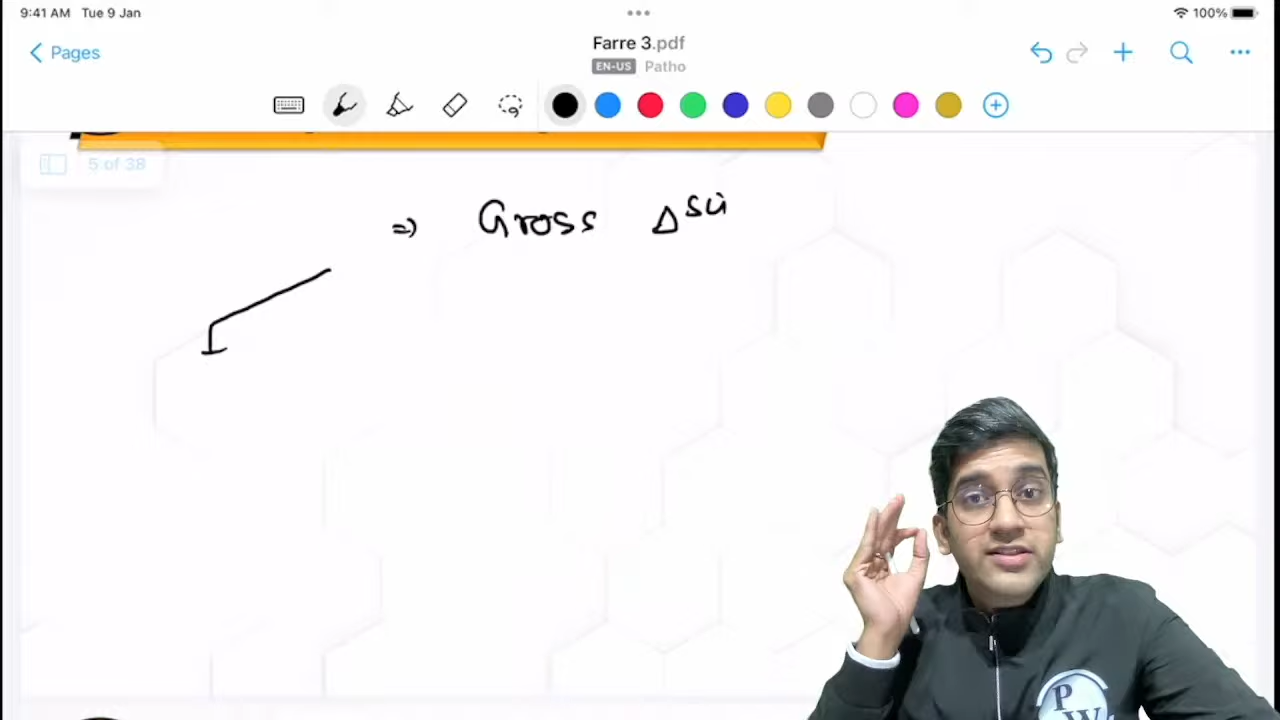 9:41 AM Tue 9 Jan
100%
Pages
Farre 3.pdf
EN-US Patho
5 of 38
⇒ Gross Δsis
PW